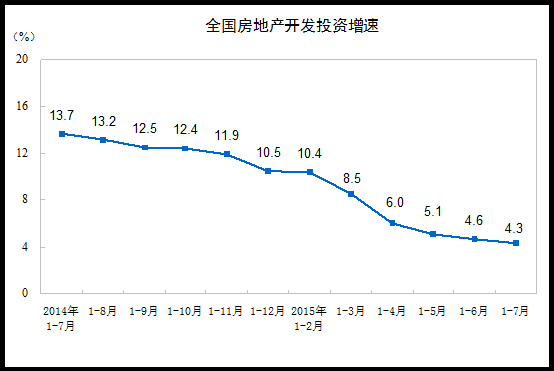 全国房地产开发投资增速
（%）
20
16
12
8
4
0
13.7
13.2
12.5
12.4
11.9
10.5
10.4
8.5
6.0
5.1
4.6
4.3
2014年
1-7月
1-8月
1-9月
1-10月
1-11月
1-12月
2015年
1-2月
1-3月
1-4月
1-5月
1-6月
1-7月